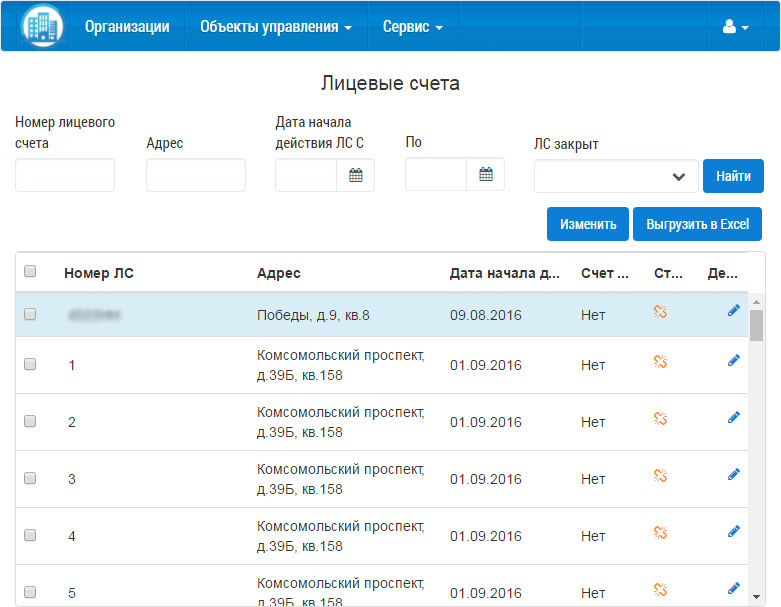 Организации Объекты управления Сервис
Лицевые счета
Номер лицевого
счета
Адрес
Дата начала
действия ЛС С
По
ЛС закрыт
Найти
Изменить Выгрузить в Excel
Номер ЛС Адрес Дата начала д... Счет ... Ст... Де...
Победы, д.9, кв.8 09.08.2016 Нет
1 Комсомольский проспект, д.39Б, кв.158 01.09.2016 Нет
2 Комсомольский проспект, д.39Б, кв.158 01.09.2016 Нет
3 Комсомольский проспект, д.39Б, кв.158 01.09.2016 Нет
4 Комсомольский проспект, д.39Б, кв.158 01.09.2016 Нет
5 Комсомольский проспект, д.39Б, кв.158 01.09.2016 Нет